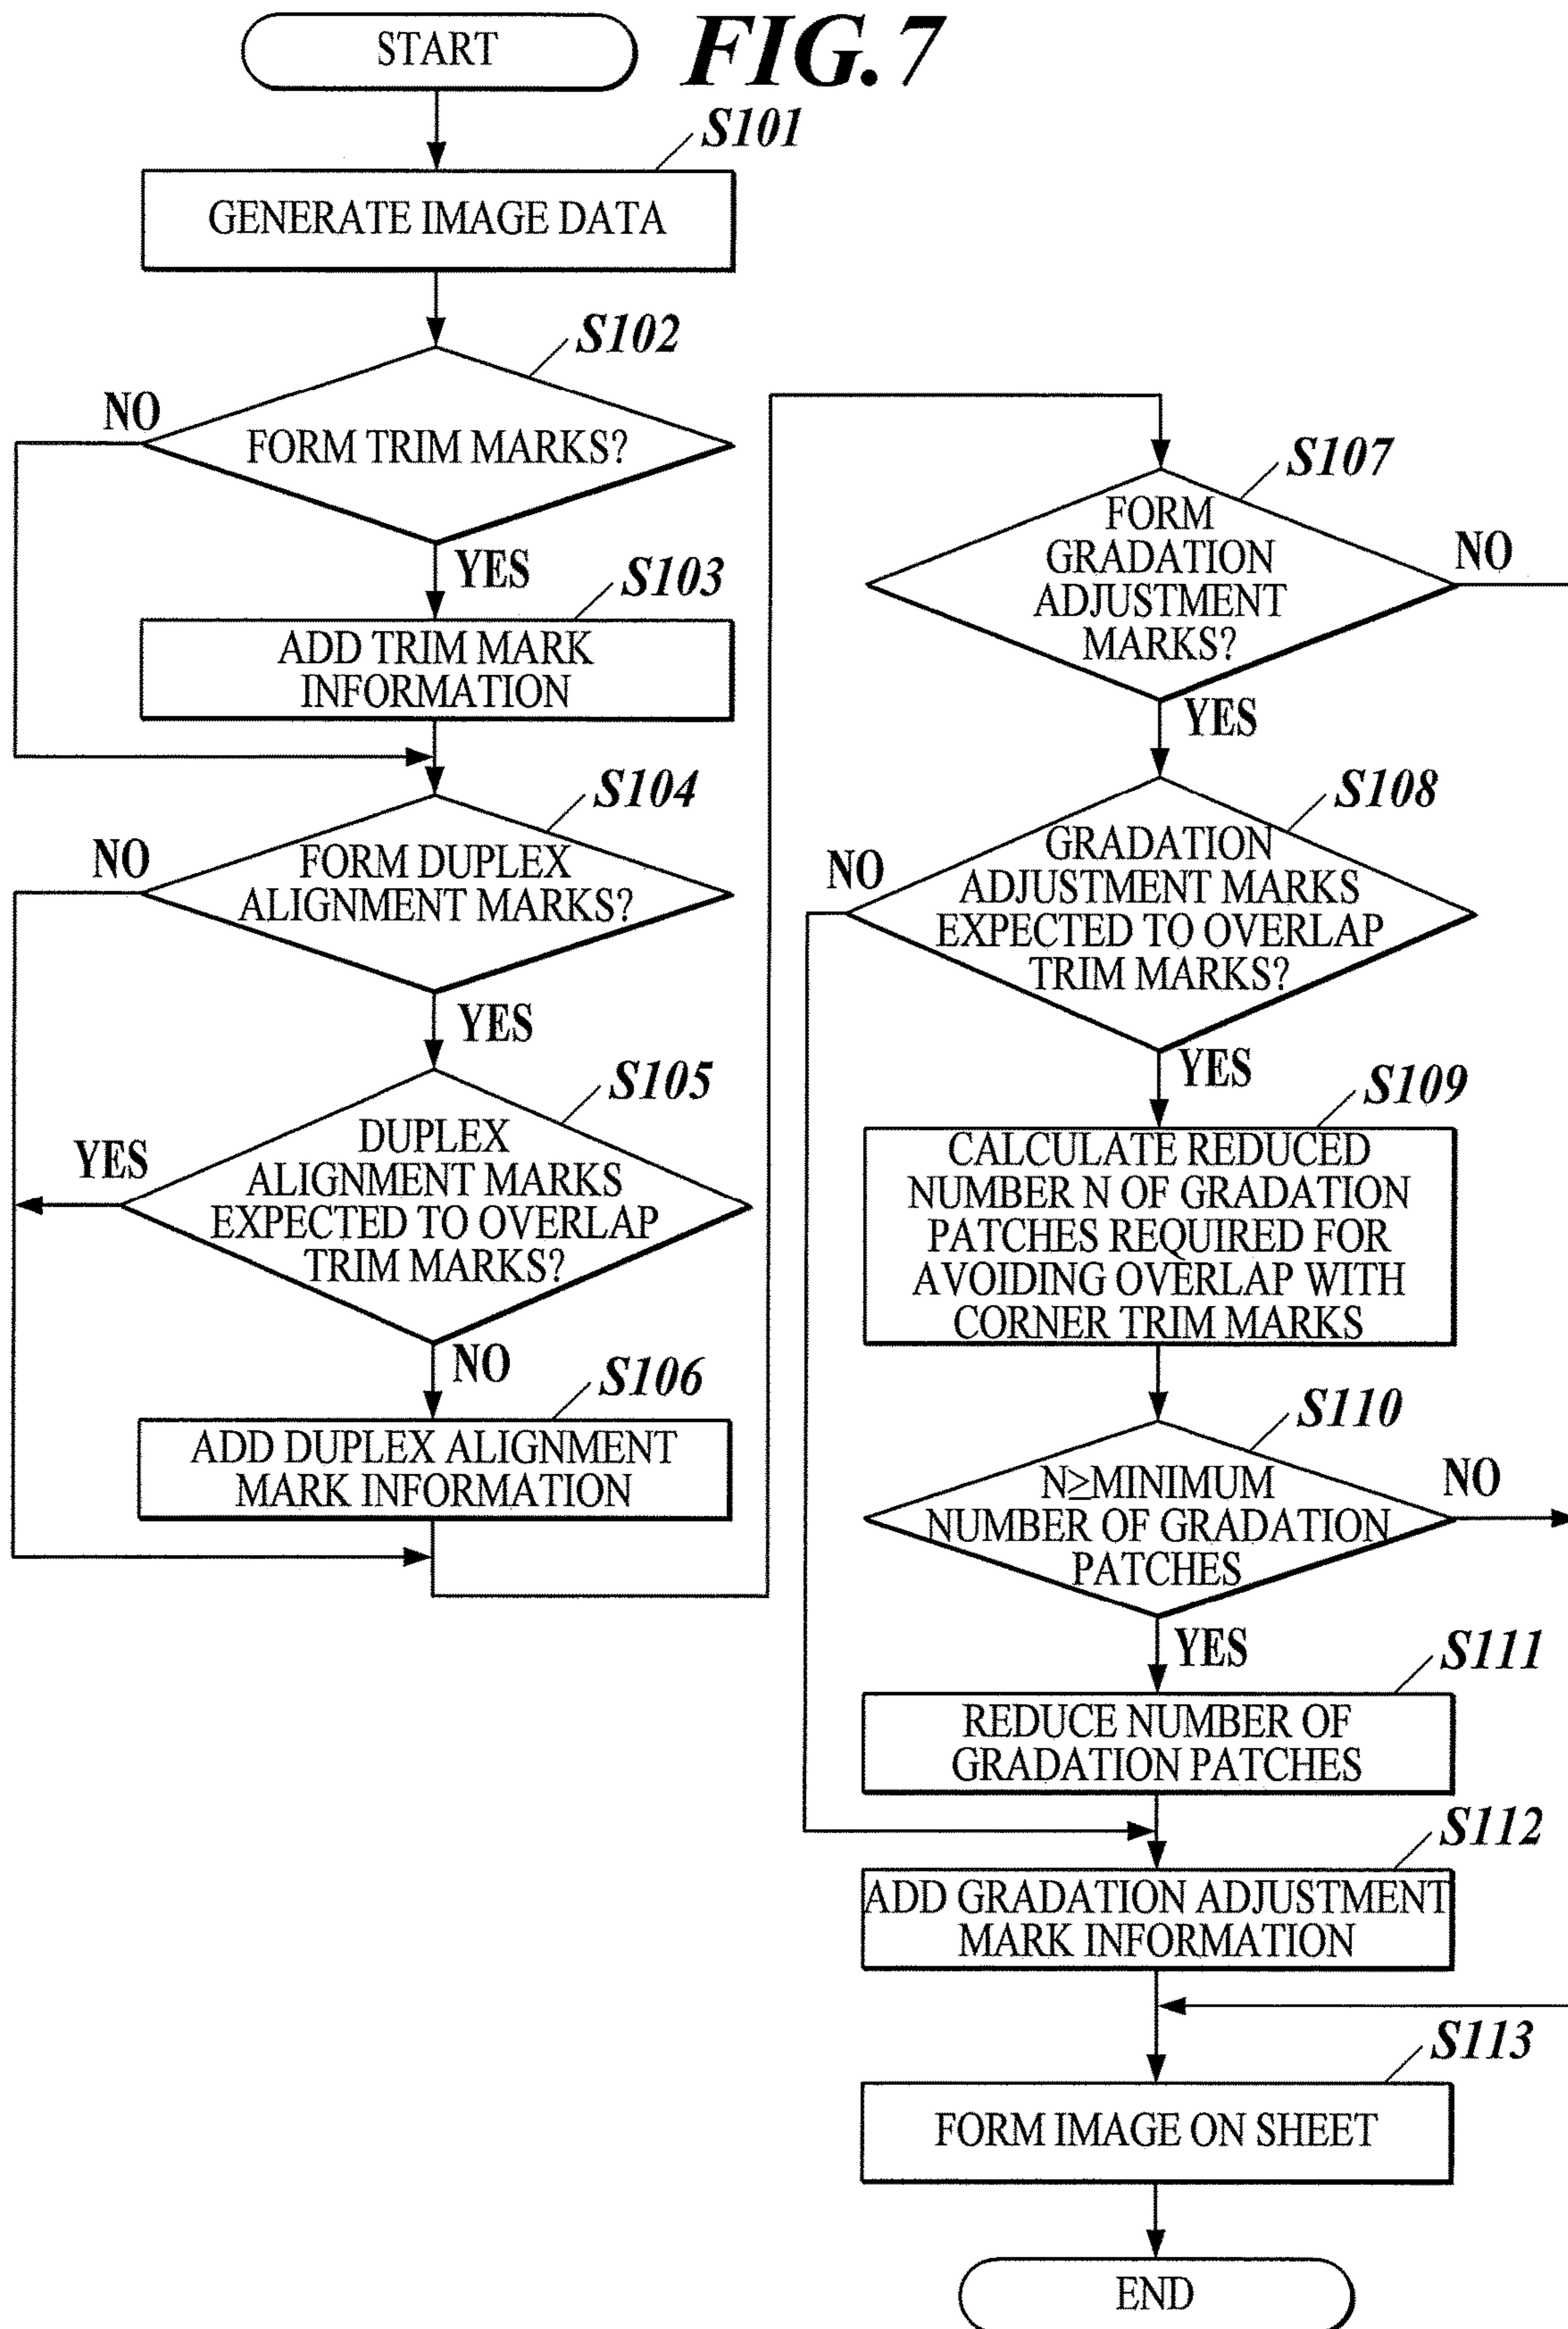 FIG. 7
START
S101
GENERATE IMAGE DATA
S102
NO
FORM TRIM MARKS?
YES
S103
ADD TRIM MARK
INFORMATION
S104
NO
FORM DUPLEX
ALIGNMENT MARKS?
YES
S105
YES
DUPLEX
ALIGNMENT MARKS
EXPECTED TO OVERLAP
TRIM MARKS?
NO
S106
ADD DUPLEX ALIGNMENT
MARK INFORMATION
S107
FORM
GRADATION
ADJUSTMENT
MARKS?
NO
YES
S108
NO
GRADATION
ADJUSTMENT MARKS
EXPECTED TO OVERLAP
TRIM MARKS?
YES
S109
CALCULATE REDUCED
NUMBER N OF GRADATION
PATCHES REQUIRED FOR
AVOIDING OVERLAP WITH
CORNER TRIM MARKS
S110
N≥MINIMUM
NUMBER OF GRADATION
PATCHES
NO
YES
S111
REDUCE NUMBER OF
GRADATION PATCHES
S112
ADD GRADATION ADJUSTMENT
MARK INFORMATION
S113
FORM IMAGE ON SHEET
END